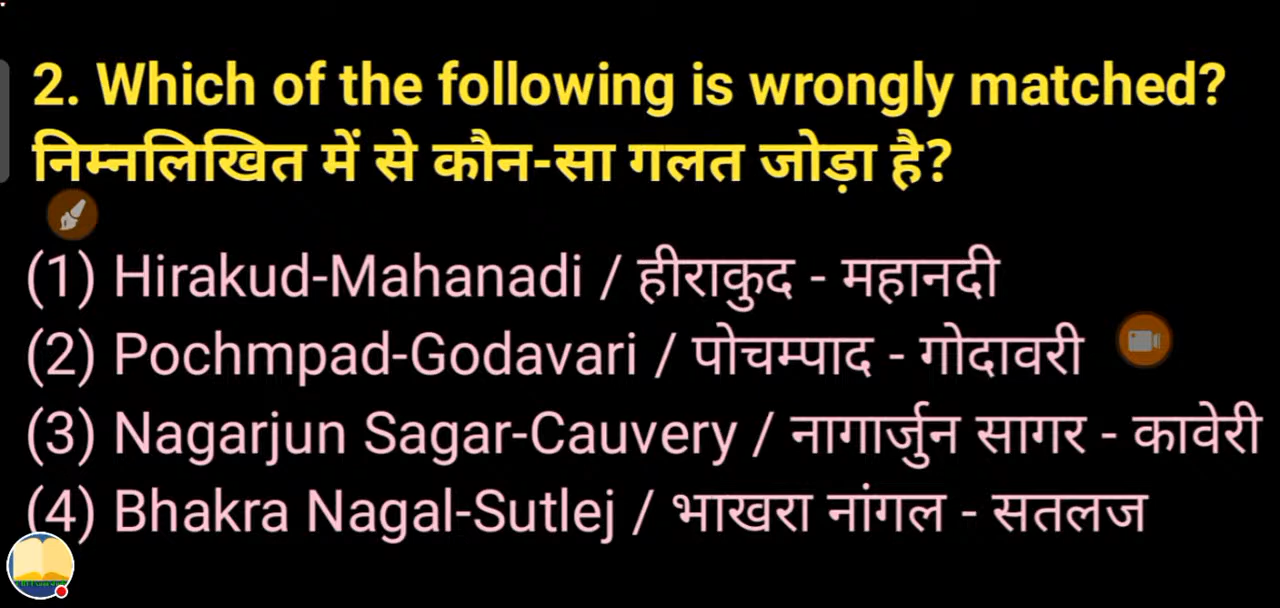 2. Which of the following is wrongly matched?
निम्नलिखित में से कौन-सा गलत जोड़ा है?
(1) Hirakud-Mahanadi / हीराकुद - महानदी
(2) Pochmpad-Godavari / पोचम्पाद - गोदावरी
(3) Nagarjun Sagar-Cauvery / नागार्जुन सागर - कावेरी
(4) Bhakra Nagal-Sutlej / भाखरा नांगल - सतलज